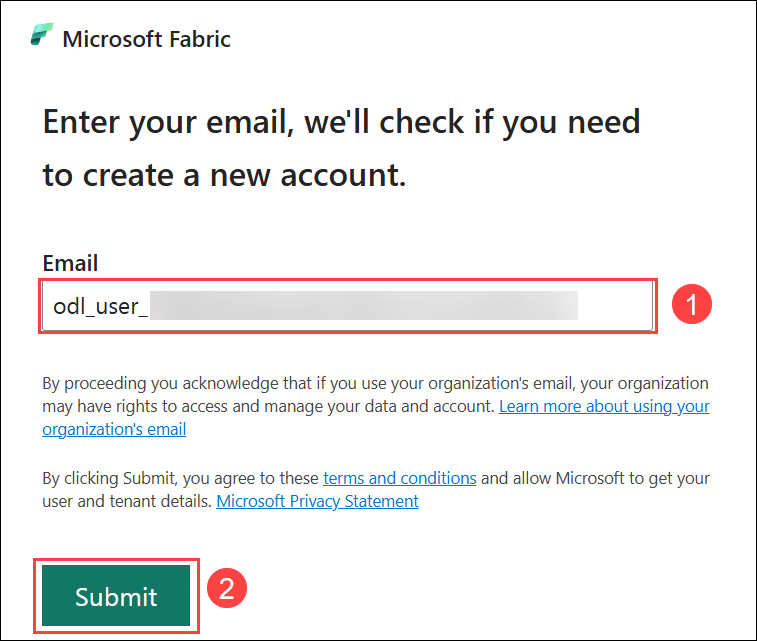 Microsoft Fabric
Enter your email, we'll check if you need
to create a new account.
Email
odl_user_
1
By proceeding you acknowledge that if you use your organization's email, your organization
may have rights to access and manage your data and account. Learn more about using your
organization's email
By clicking Submit, you agree to these terms and conditions and allow Microsoft to get your
user and tenant details. Microsoft Privacy Statement
Submit
2